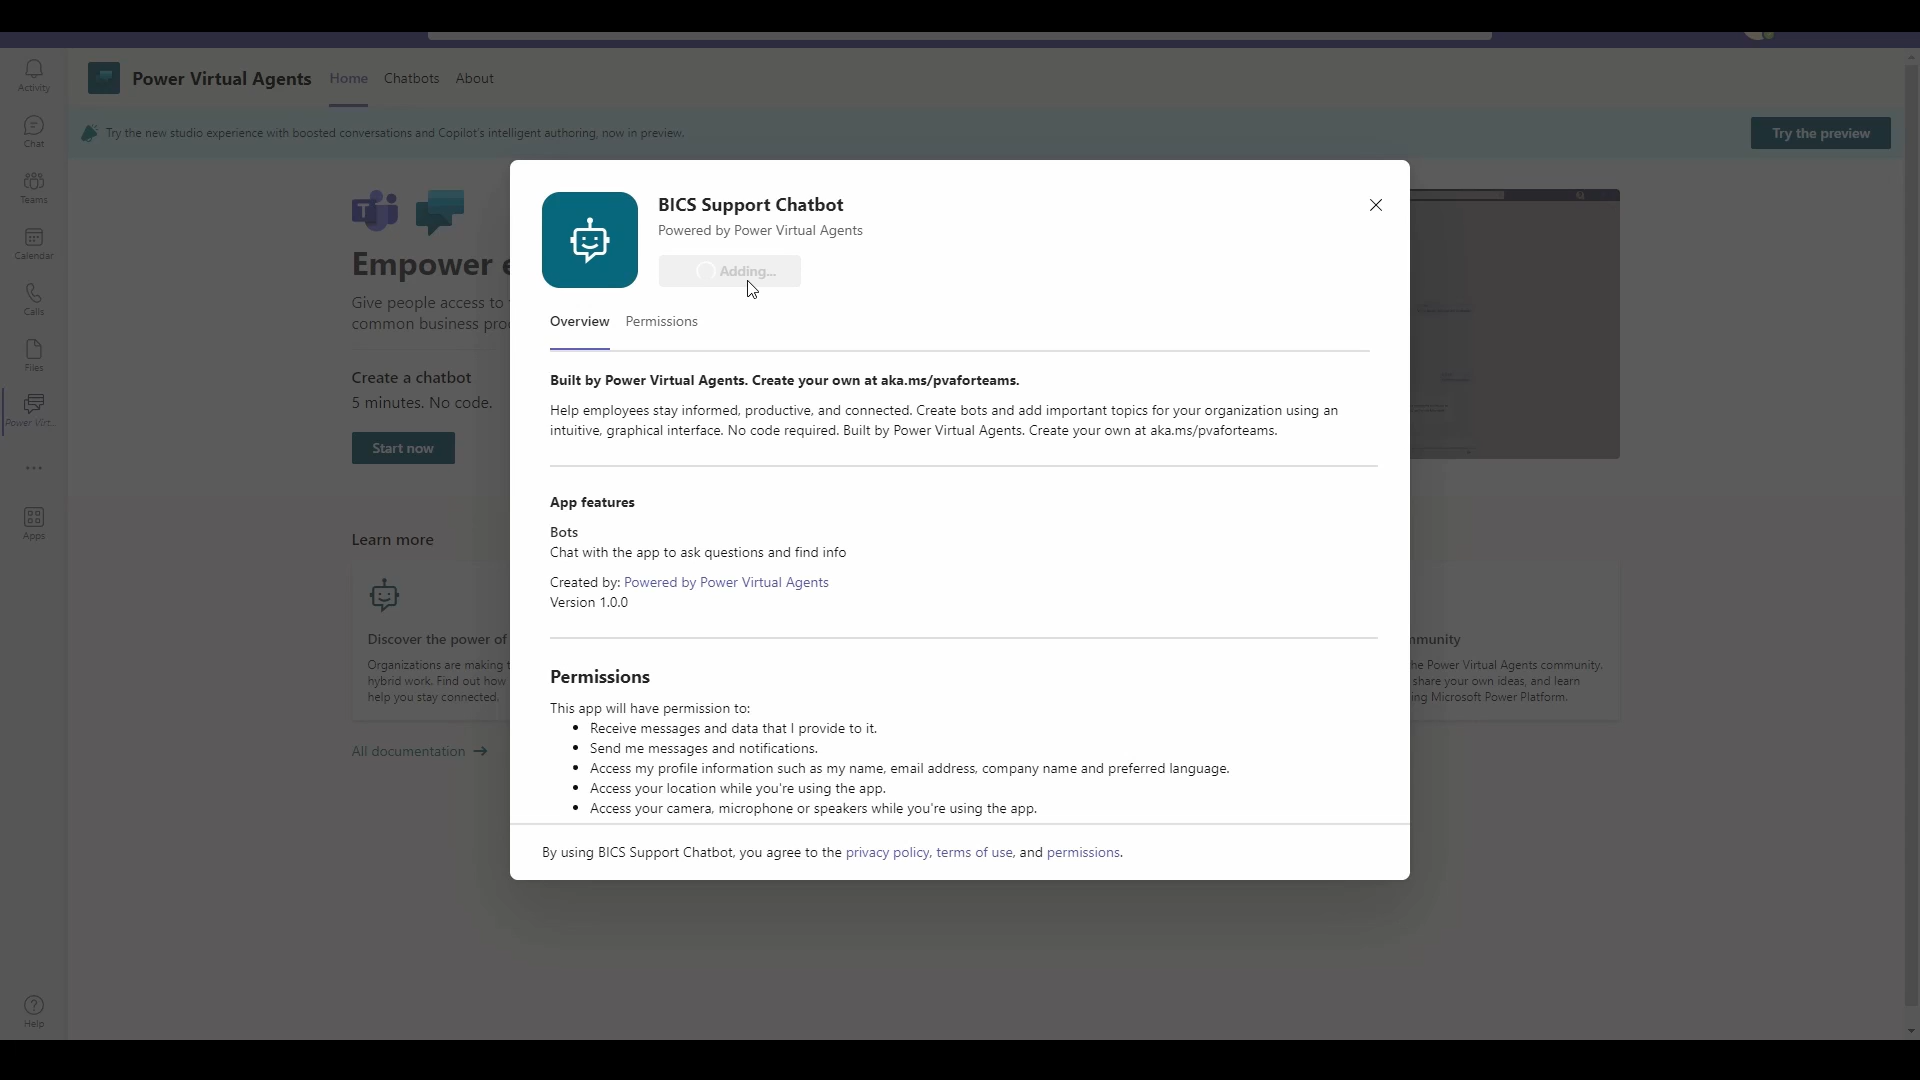 Activity
Chat
Teams
Calendar
Calls
Files
Power Virt...
Apps
Help
Power Virtual Agents Home Chatbots About
Try the new studio experience with boosted conversations and Copilot's intelligent authoring, now in preview.
Try the preview
Empower
Give people access to
common business pro
Create a chatbot
5 minutes. No code.
Start now
Learn more
Discover the power of
Organizations are making
hybrid work. Find out how
help you stay connected.
All documentation →
BICS Support Chatbot
Powered by Power Virtual Agents
Adding...
Overview Permissions
Built by Power Virtual Agents. Create your own at aka.ms/pvaforteams.
Help employees stay informed, productive, and connected. Create bots and add important topics for your organization using an
intuitive, graphical interface. No code required. Built by Power Virtual Agents. Create your own at aka.ms/pvaforteams.
App features
Bots
Chat with the app to ask questions and find info
Created by: Powered by Power Virtual Agents
Version 1.0.0
Permissions
This app will have permission to:
• Receive messages and data that I provide to it.
• Send me messages and notifications.
• Access my profile information such as my name, email address, company name and preferred language.
• Access your location while you're using the app.
• Access your camera, microphone or speakers while you're using the app.
By using BICS Support Chatbot, you agree to the privacy policy, terms of use, and permissions.
munity
he Power Virtual Agents community.
share your own ideas, and learn
ing Microsoft Power Platform.